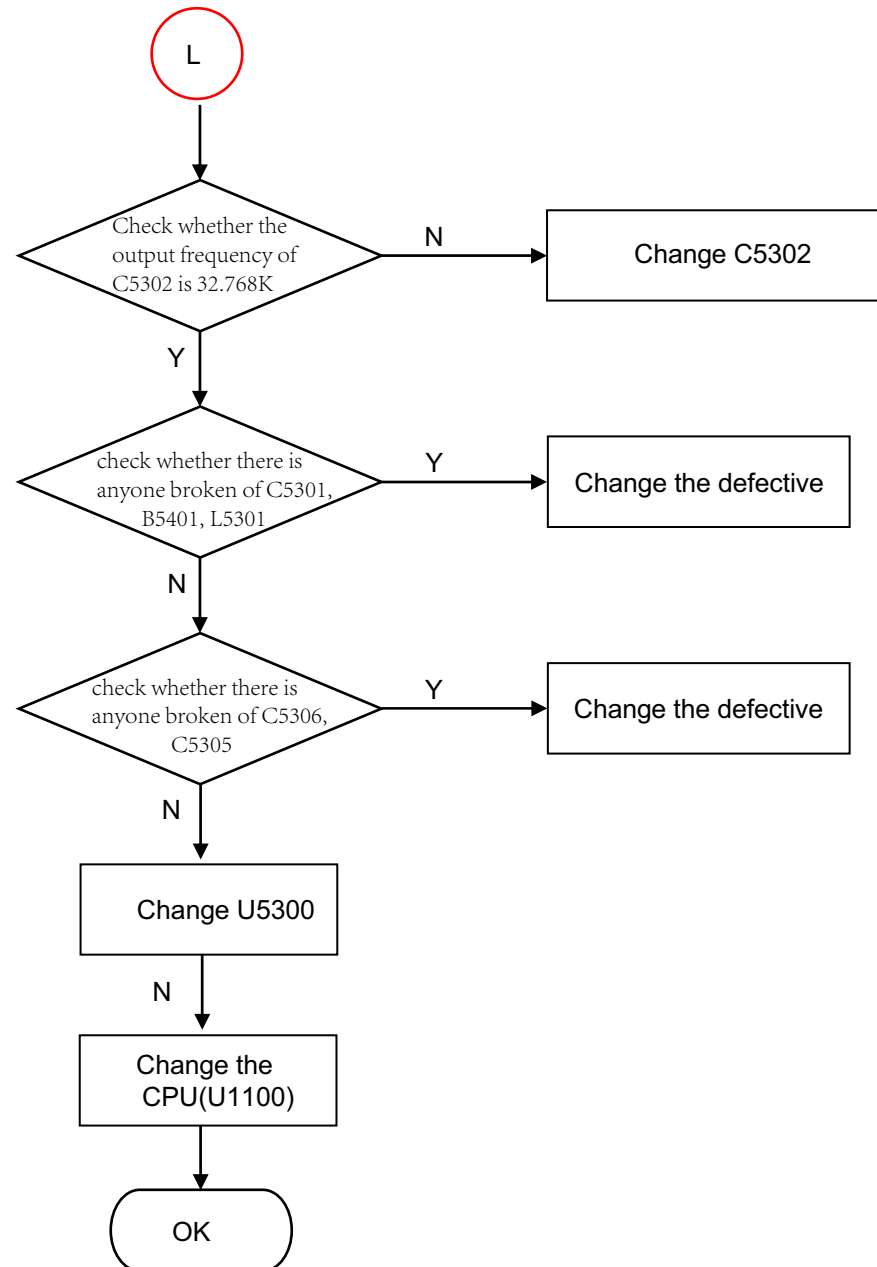 L
Check whether the
output frequency of
C5302 is 32.768K
N
Change C5302
Y
check whether there is
anyone broken of C5301,
B5401, L5301
Y
Change the defective
N
check whether there is
anyone broken of C5306,
C5305
Y
Change the defective
N
Change U5300
N
Change the
CPU(U1100)
OK